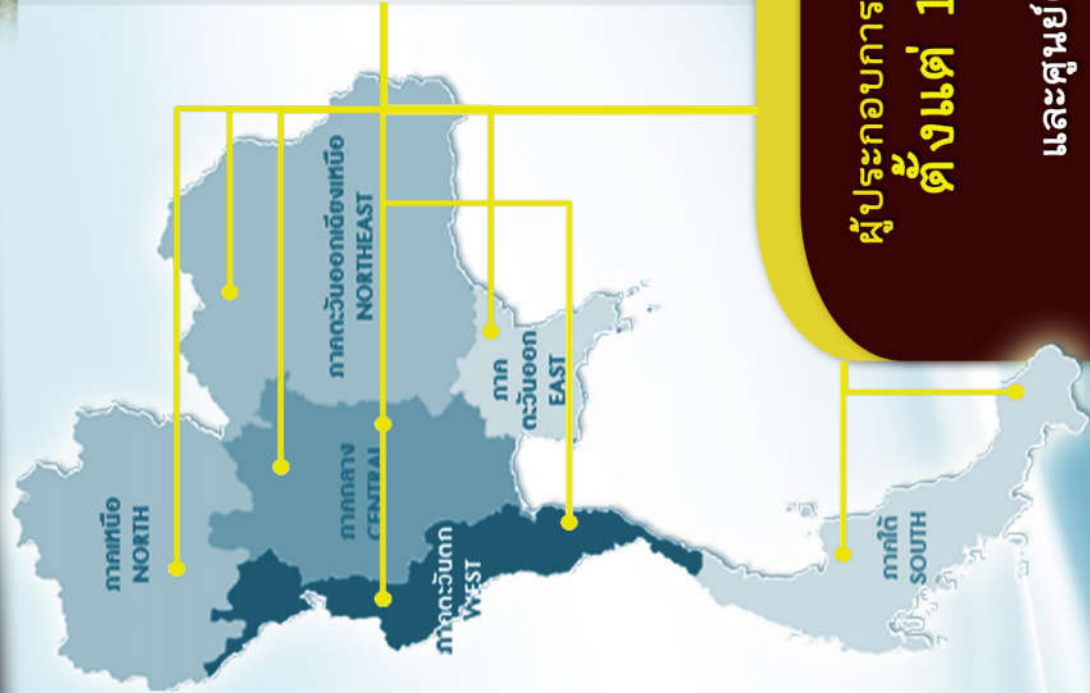 ภาคเหนือ
NORTH
ภาคตะวันออกเฉียงเหนือ
NORTHEAST
ภาคกลาง
CENTRAL
ภาค
ตะวันออก
EAST
ภาคตะวันตก
WEST
ภาคใต้
SOUTH
ผู้ประกอบการ
ตั้งแต่ 1
และศูนย์